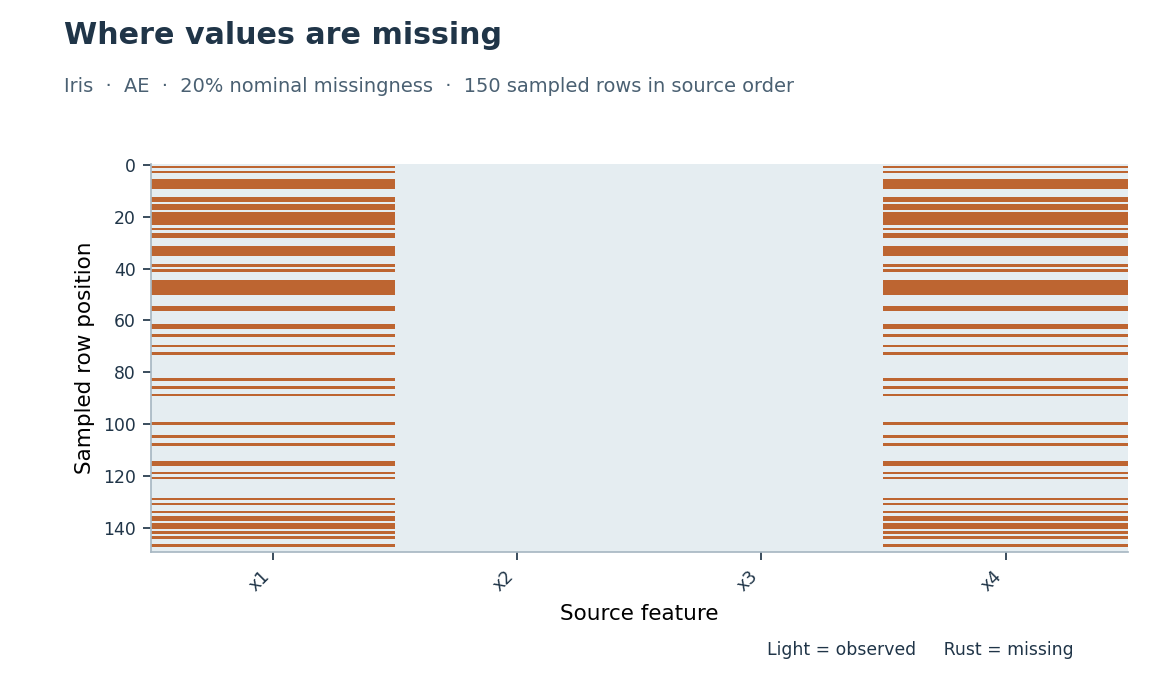 Where values are missing
Iris · AE · 20% nominal missingness · 150 sampled rows in source order
0
20
40
60
80
100
120
140
Sampled row position
x1
x2
x3
x4
Source feature
Light = observed Rust = missing